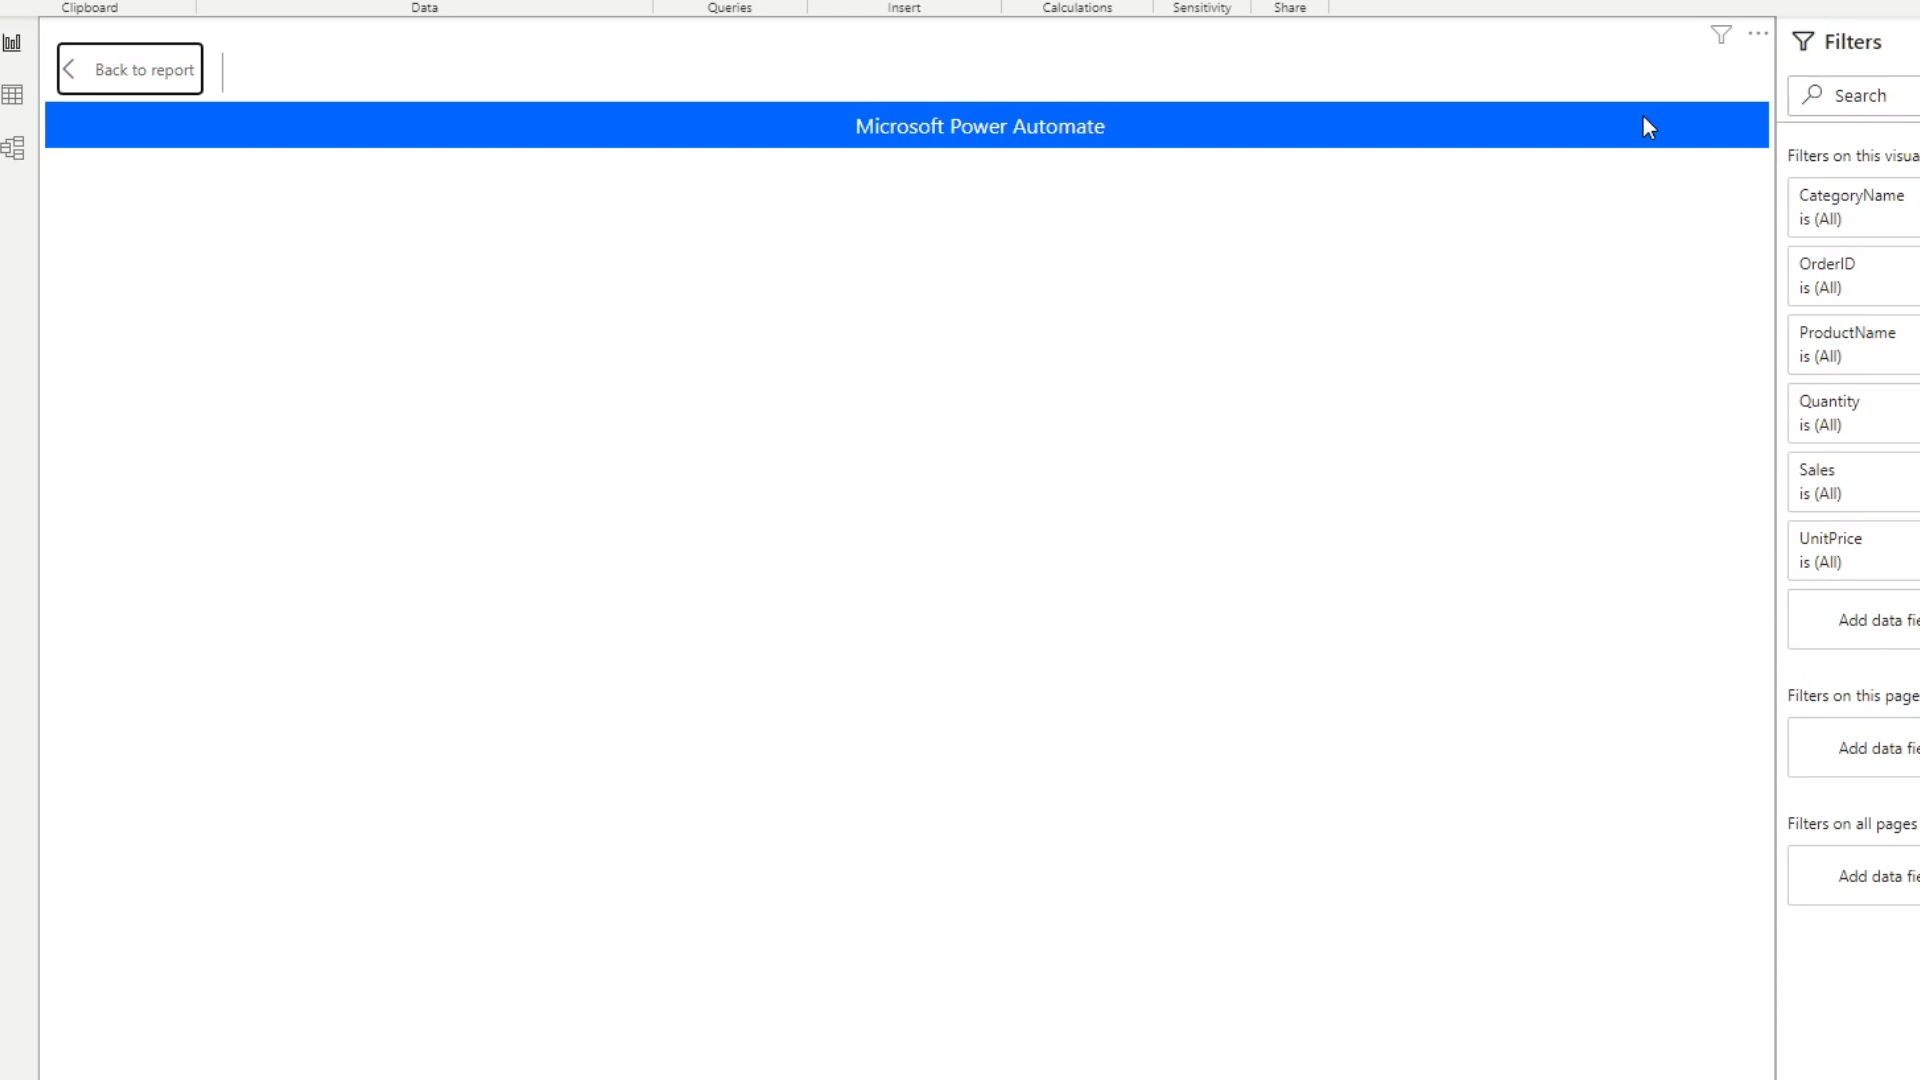 Clipboard
Data
Queries
Insert
Calculations
Sensitivity
Share
Back to report
Microsoft Power Automate
Filters
Search
Filters on this visua
CategoryName
is (All)
OrderID
is (All)
ProductName
is (All)
Quantity
is (All)
Sales
is (All)
UnitPrice
is (All)
Add data fie
Filters on this page
Add data fie
Filters on all pages
Add data fie